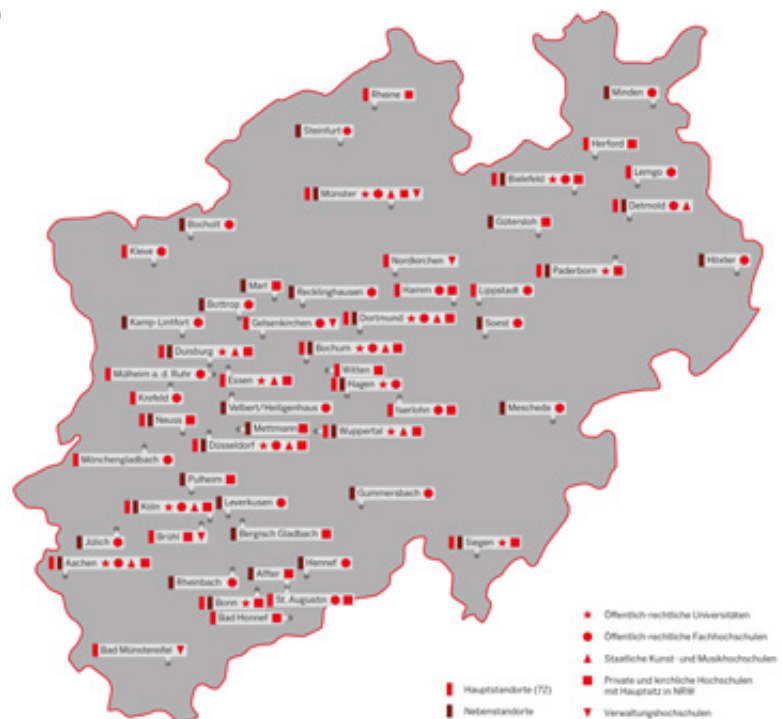 Rheine
Minden
Steinfurt
Herford
Lemgo
Bielefeld
Münster
Detmold
Bocholt
Gütersloh
Kleve
Nordkirchen
Höxter
Paderborn
Marl
Recklinghausen
Hamm
Lippstadt
Bottrop
Kamp-Lintfort
Gelsenkirchen
Dortmund
Soest
Duisburg
Bochum
Mülheim a. d. Ruhr
Witten
Essen
Hagen
Krefeld
Velbert/Heiligenhaus
Iserlohn
Meschede
Neuss
Mettmann
Wuppertal
Düsseldorf
Mönchengladbach
Pulheim
Gummersbach
Köln
Leverkusen
Jülich
Brühl
Bergisch Gladbach
Siegen
Aachen
Hennef
Rheinbach
Alfter
Bonn
St. Augustin
Bad Honnef
Bad Münstereifel
Öffentlich-rechtliche Universitäten
Öffentlich-rechtliche Fachhochschulen
Staatliche Kunst- und Musikhochschulen
Private und kirchliche Hochschulen
mit Hauptsitz in NRW
Verwaltungshochschulen
Hauptstandorte (72)
Nebenstandorte